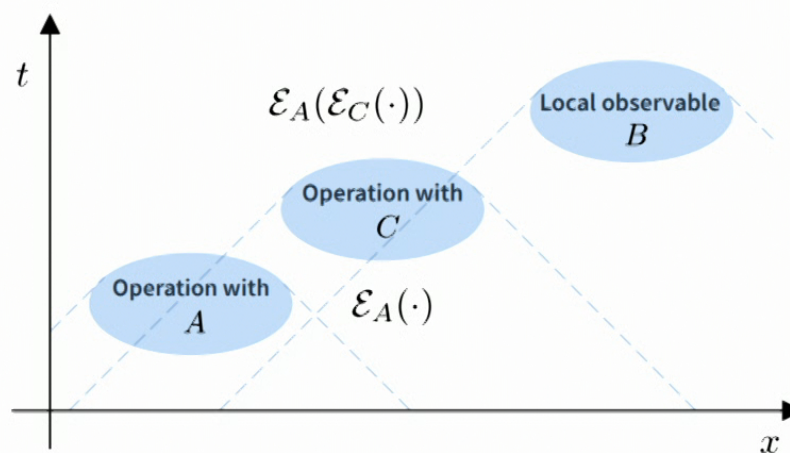 t
ℰ_A(ℰ_C(·))
Local observable
B
Operation with
C
Operation with
A
ℰ_A(·)
x